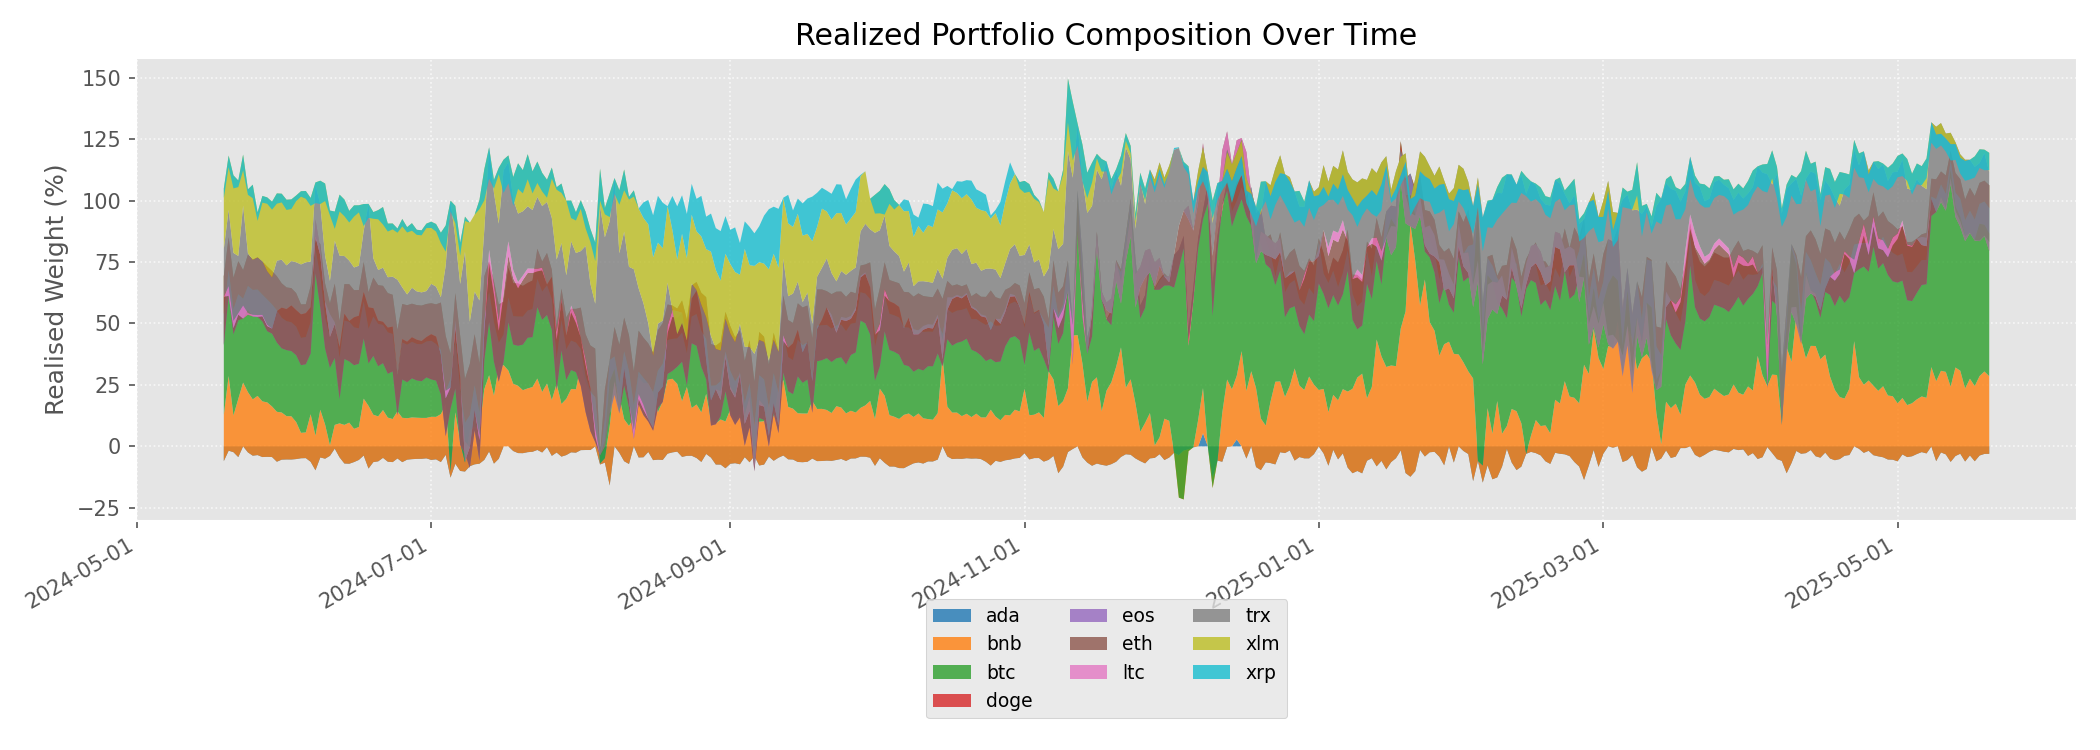 Realized Portfolio Composition Over Time
Realised Weight (%)
150
125
100
75
50
25
0
−25
2024-05-01
2024-07-01
2024-09-01
2024-11-01
2025-01-01
2025-03-01
2025-05-01
ada
bnb
btc
doge
eos
eth
ltc
trx
xlm
xrp